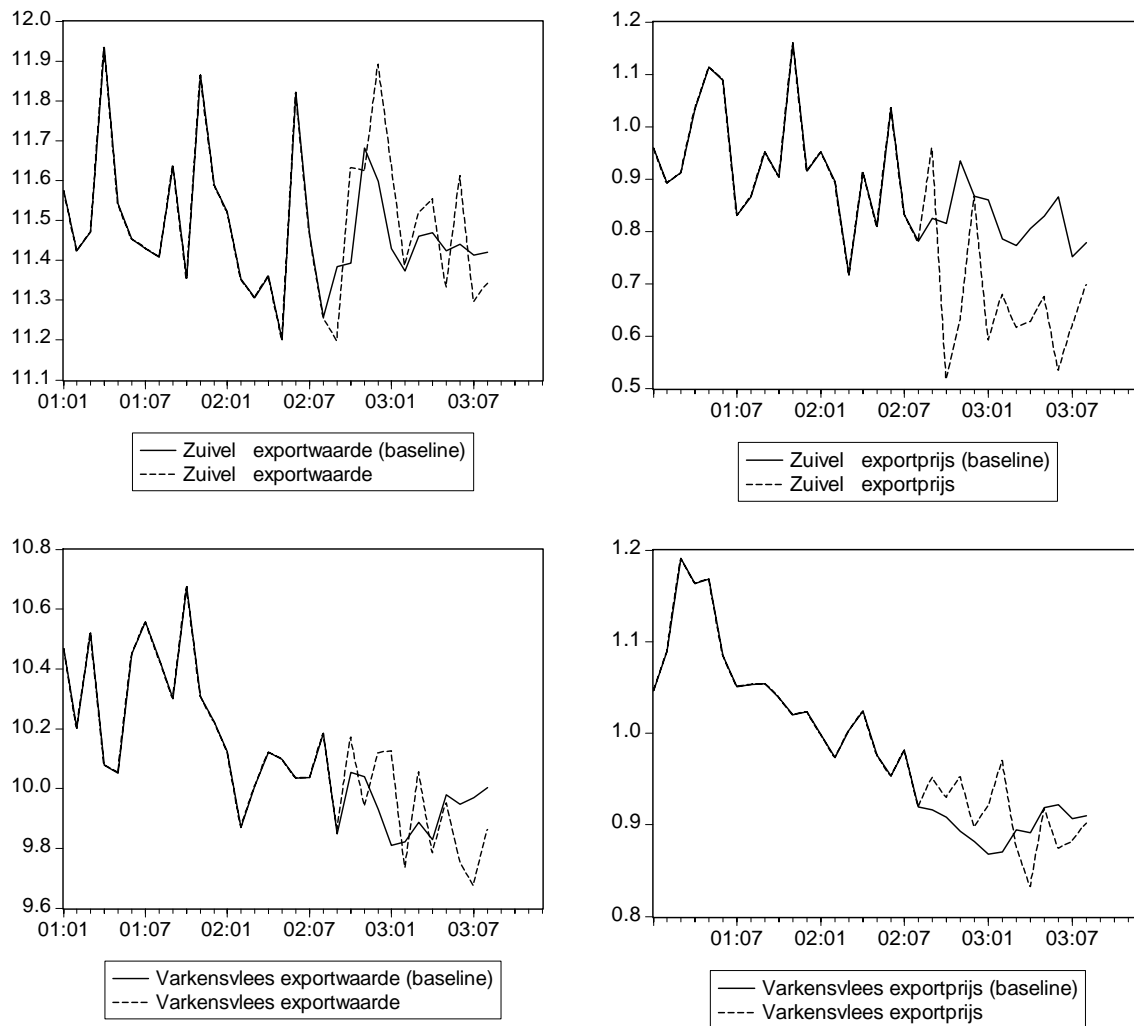 12.0
11.9
11.8
11.7
11.6
11.5
11.4
11.3
11.2
11.1
01:01 01:07 02:01 02:07 03:01 03:07
Zuivel exportwaarde (baseline)
Zuivel exportwaarde
1.2
1.1
1.0
0.9
0.8
0.7
0.6
0.5
01:07 02:01 02:07 03:01 03:07
Zuivel exportprijs (baseline)
Zuivel exportprijs
10.8
10.6
10.4
10.2
10.0
9.8
9.6
01:01 01:07 02:01 02:07 03:01 03:07
Varkensvlees exportwaarde (baseline)
Varkensvlees exportwaarde
1.2
1.1
1.0
0.9
0.8
01:07 02:01 02:07 03:01 03:07
Varkensvlees exportprijs (baseline)
Varkensvlees exportprijs